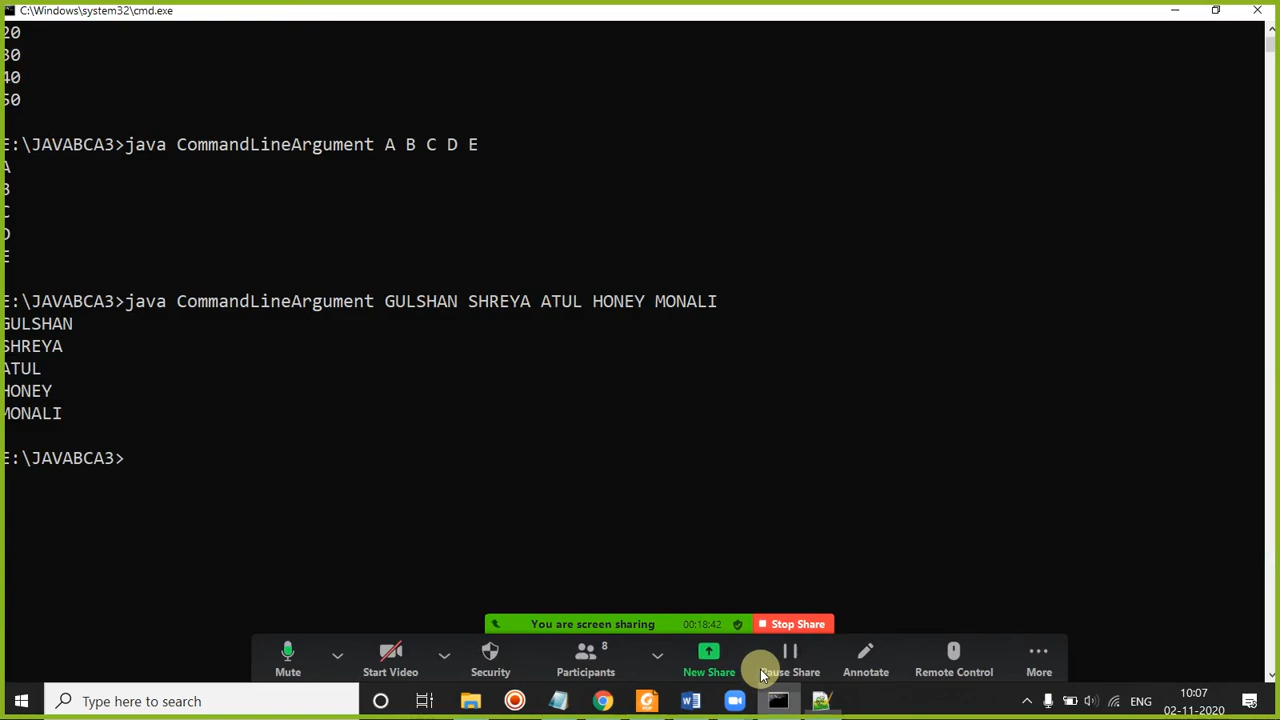 C:\Windows\system32\cmd.exe
20
30
40
50
E:\JAVABCA3>java CommandLineArgument A B C D E
A
B
C
D
E
E:\JAVABCA3>java CommandLineArgument GULSHAN SHREYA ATUL HONEY MONALI
GULSHAN
SHREYA
ATUL
HONEY
MONALI
E:\JAVABCA3>
You are screen sharing 00:18:42 Stop Share
8
Mute Start Video Security Participants New Share Pause Share Annotate Remote Control More
Type here to search
ENG
10:07
02-11-2020